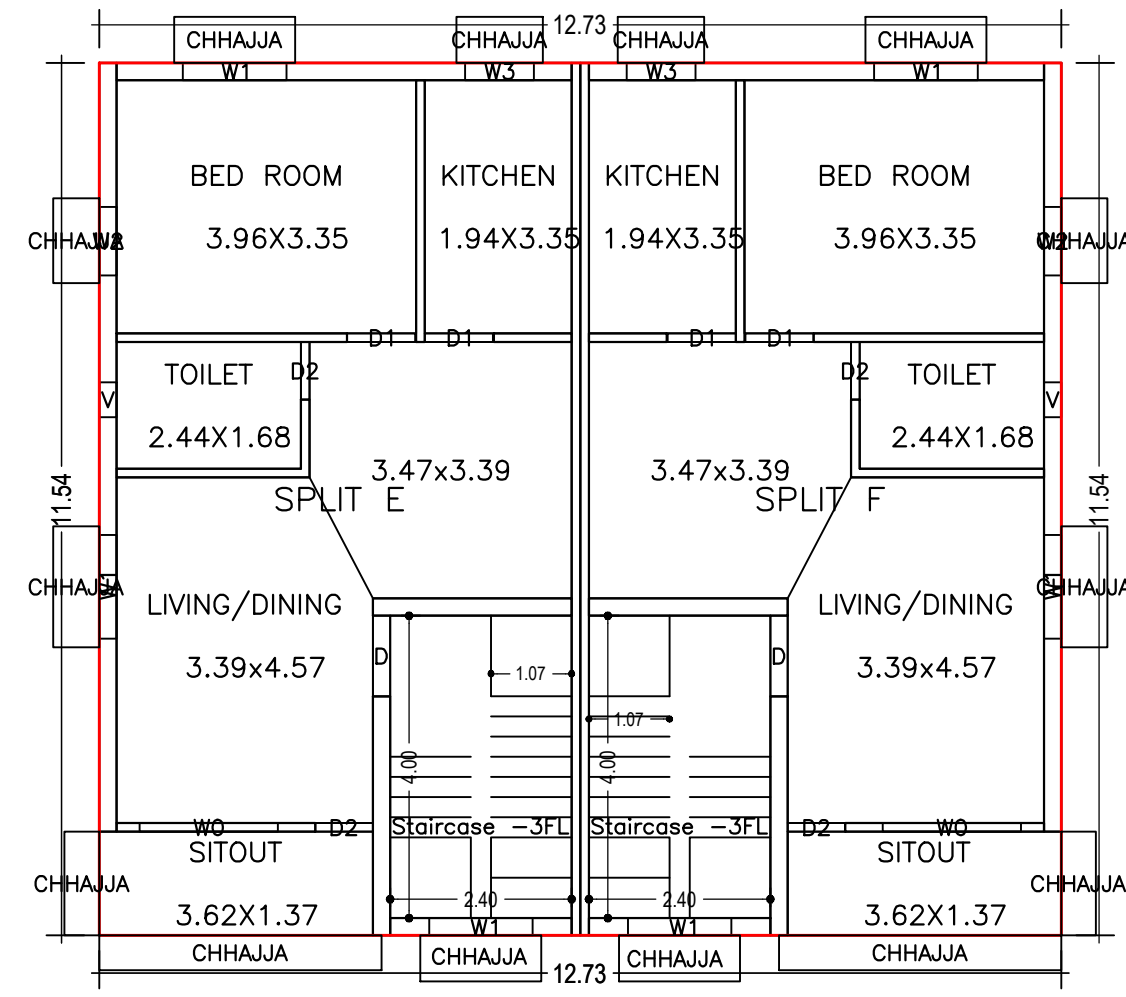 12.73
CHHAJJA CHHAJJA CHHAJJA CHHAJJA
W1 W3 W3 W1
BED ROOM KITCHEN KITCHEN BED ROOM
3.96X3.35 1.94X3.35 1.94X3.35 3.96X3.35
CHHAJJA W2 W2 CHHAJJA
D1 D1 D1 D1
TOILET D2 D2 TOILET
V V
2.44X1.68 2.44X1.68
3.47x3.39 3.47x3.39
11.54 SPLIT E SPLIT F 11.54
CHHAJJA W1 W1 CHHAJJA
LIVING/DINING LIVING/DINING
D D
3.39x4.57 1.07 3.39x4.57
1.07
4.00 4.00
W0 D2 Staircase -3FL Staircase -3FL D2 W0
SITOUT SITOUT
CHHAJJA CHHAJJA
2.40 2.40
3.62X1.37 3.62X1.37
W1 W1
CHHAJJA CHHAJJA CHHAJJA CHHAJJA
12.73